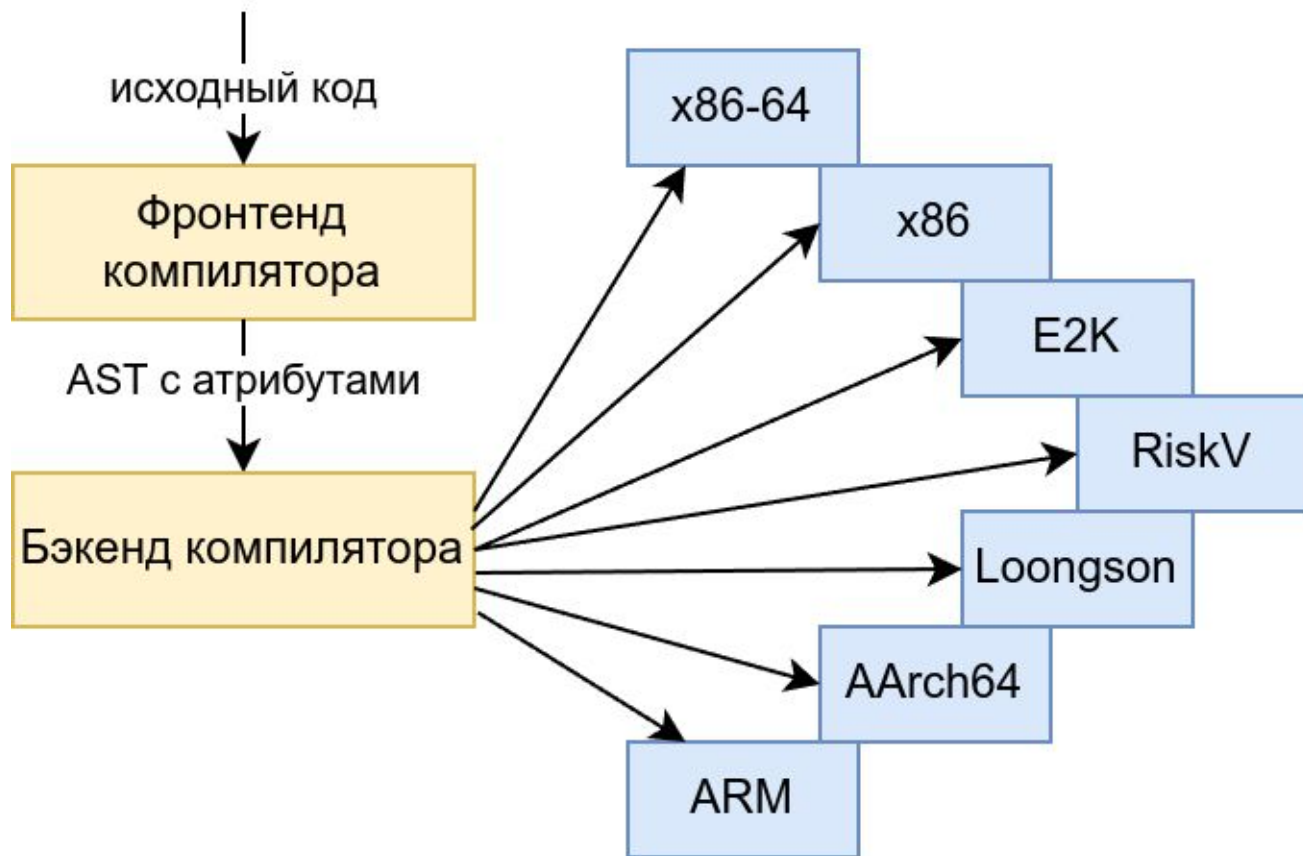 исходный код
Фронтенд
компилятора
AST с атрибутами
Бэкенд компилятора
x86-64
x86
E2K
RiskV
Loongson
AArch64
ARM